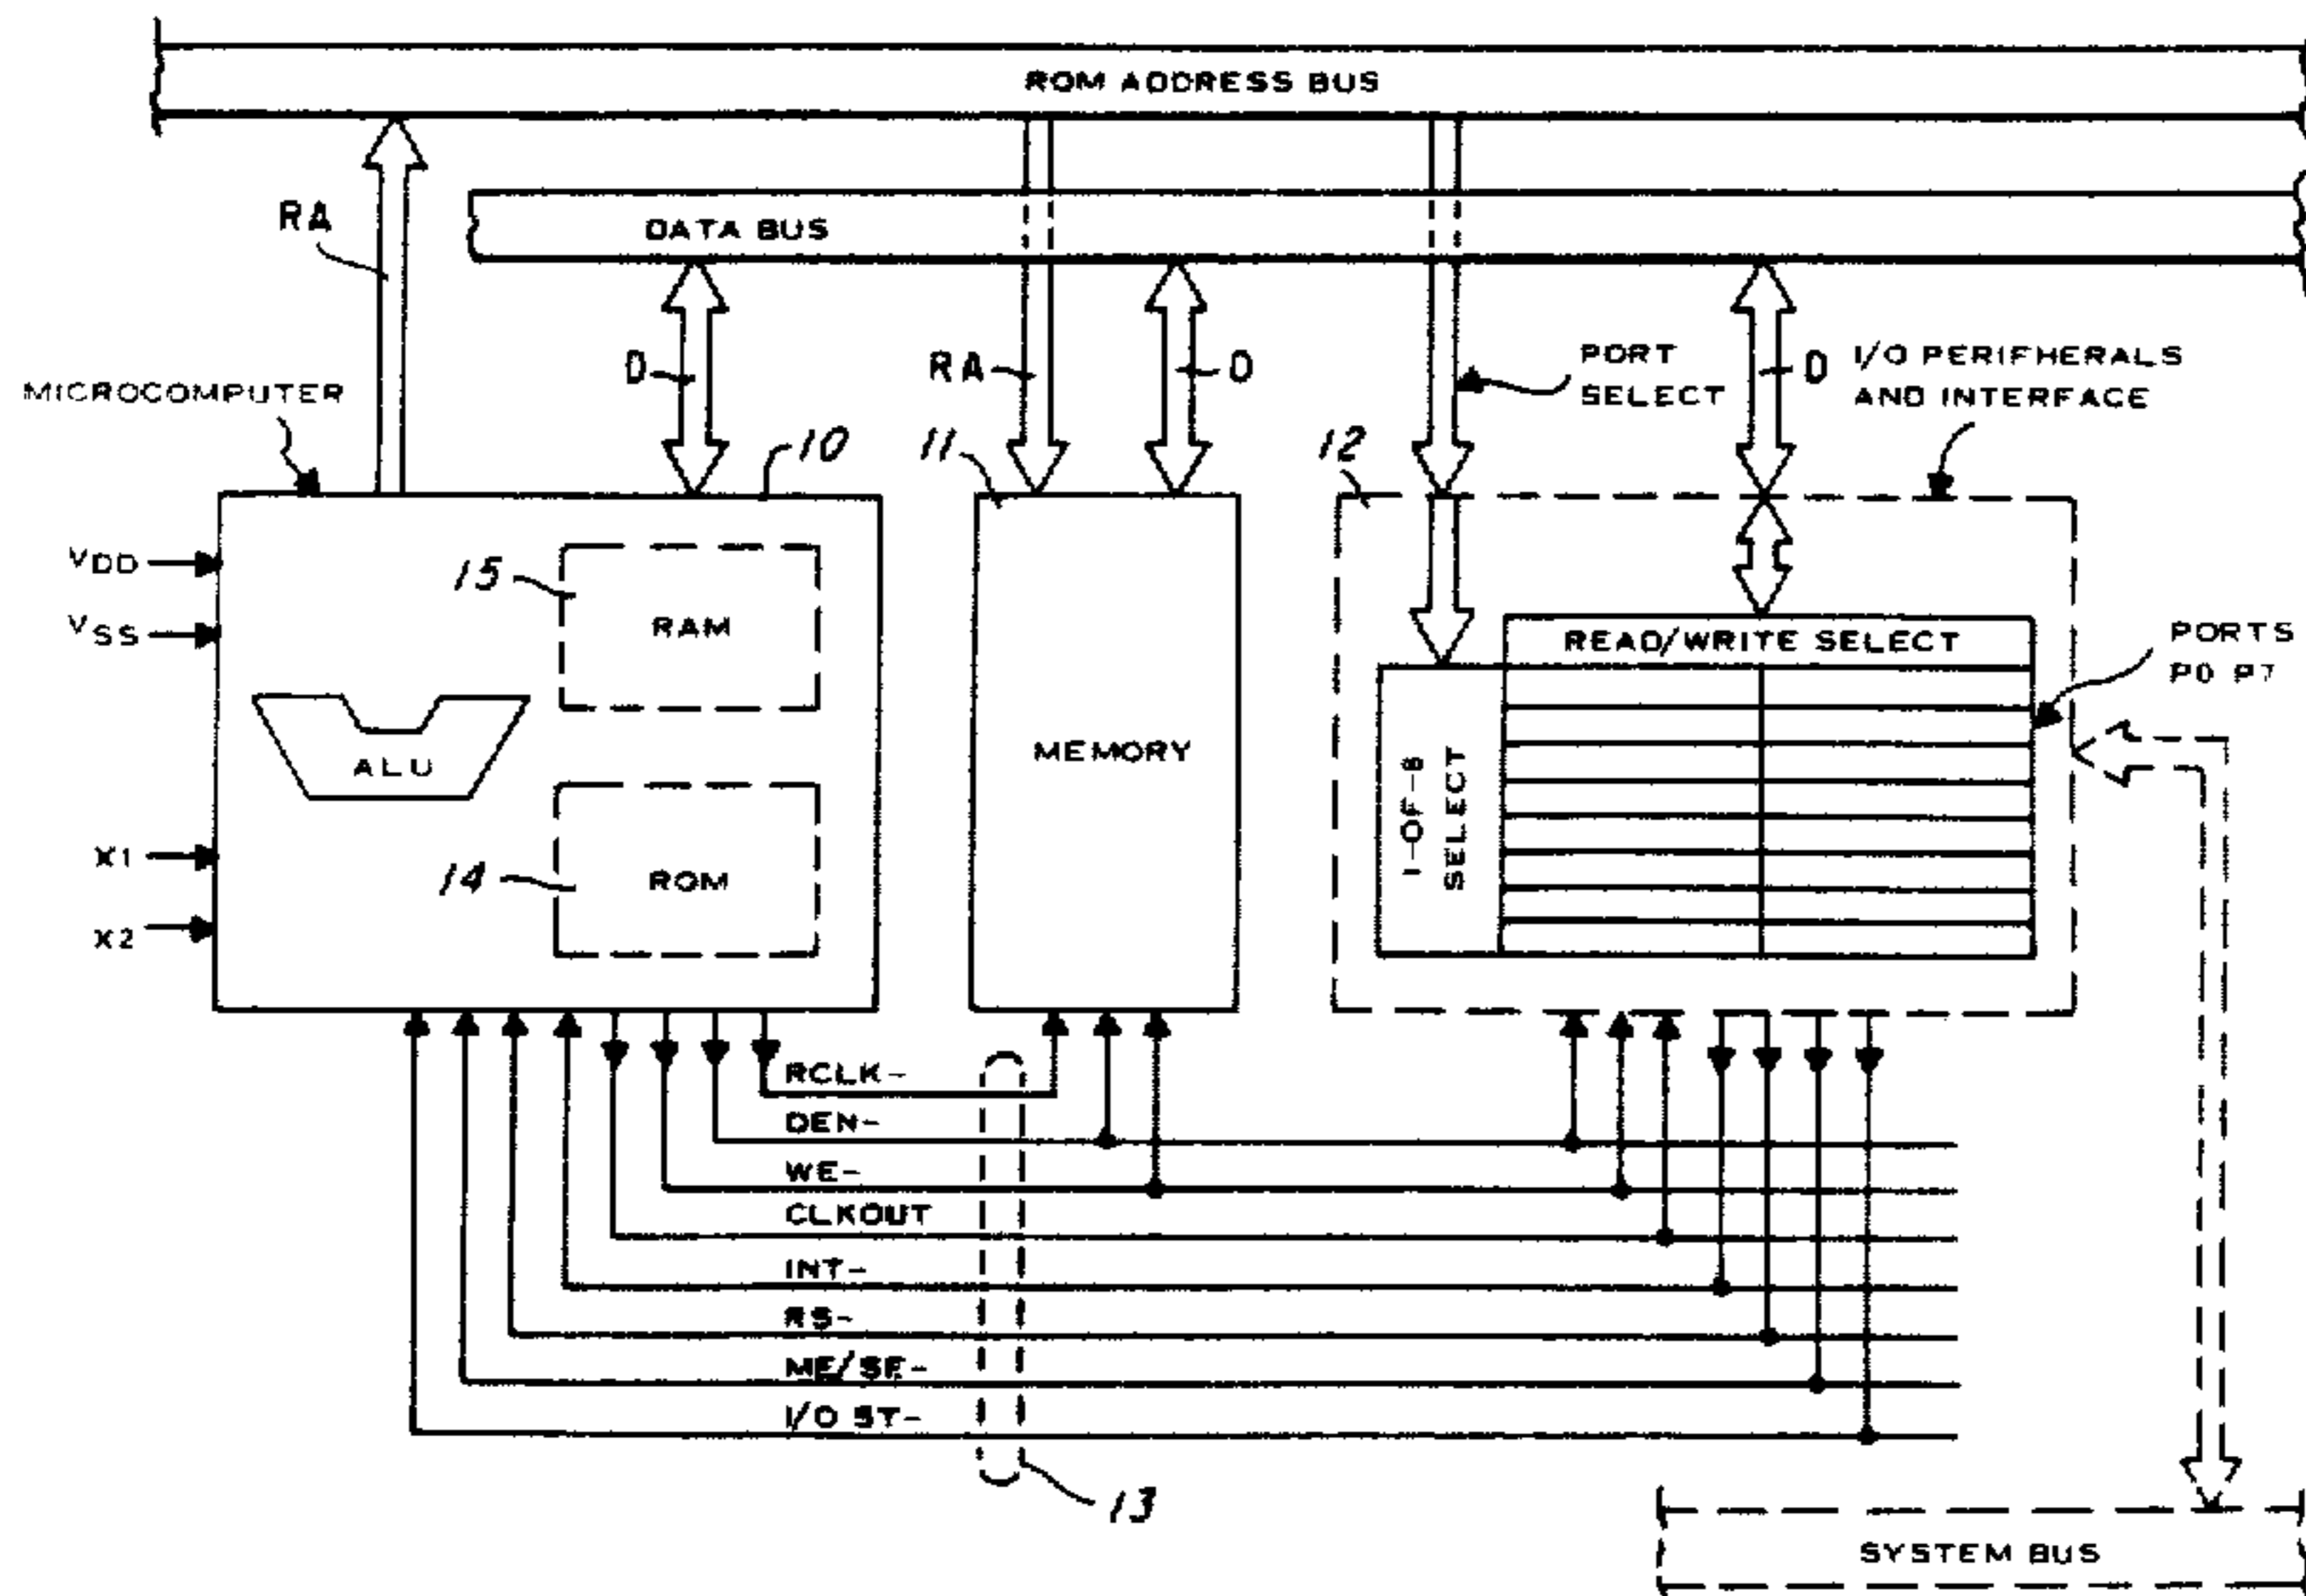 ROM ADDRESS BUS
DATA BUS
RA
D
RA
D
PORT
SELECT
D
I/O PERIFHERALS
AND INTERFACE
MICROCOMPUTER
10
11
12
VDD
VSS
X1
X2
15
RAM
ALU
14
ROM
MEMORY
READ/WRITE SELECT
1-OF-8
SELECT
PORTS
P0 P7
RCLK-
DEN-
WE-
CLKOUT
INT-
RS-
ME/SE-
I/O ST-
13
SYSTEM BUS